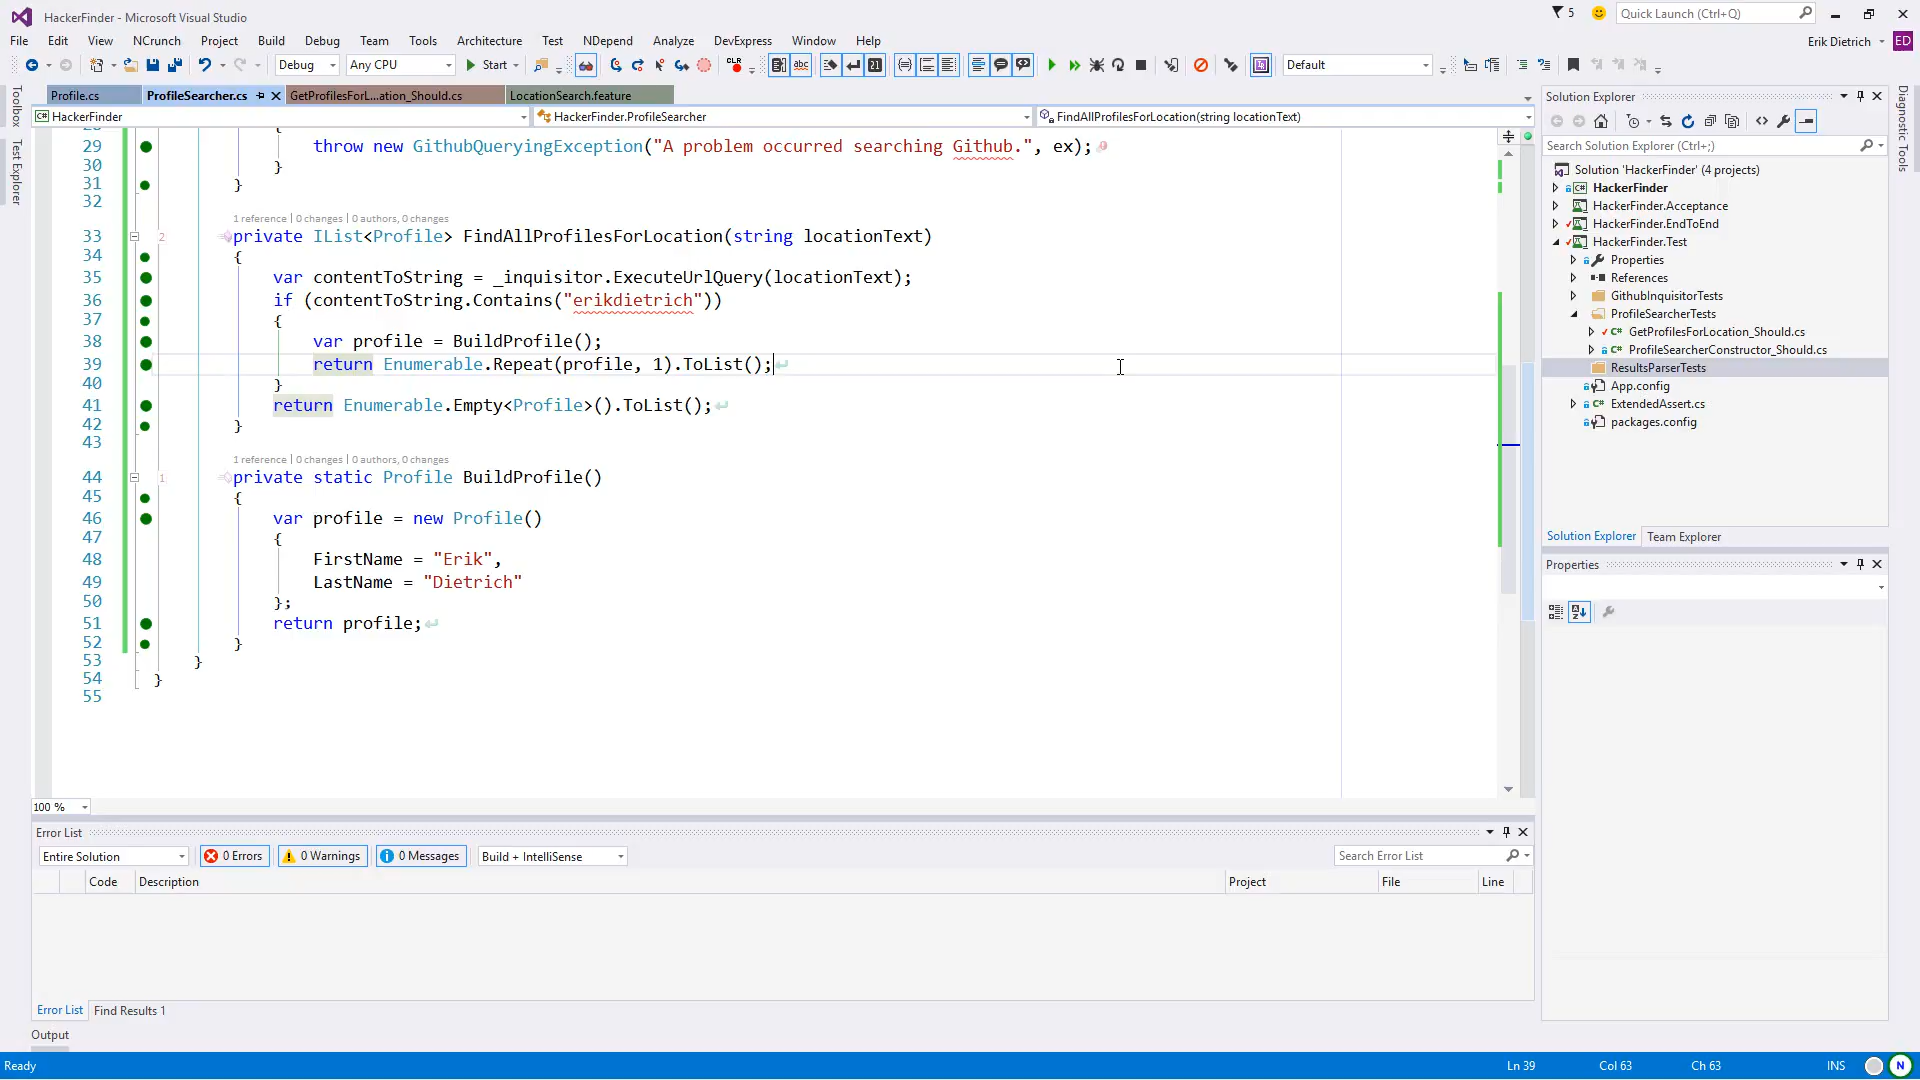 HackerFinder - Microsoft Visual Studio
5
Quick Launch (Ctrl+Q)
File Edit View NCrunch Project Build Debug Team Tools Architecture Test NDepend Analyze DevExpress Window Help
Erik Dietrich ED
Debug Any CPU Start Default
Toolbox
Test Explorer
Diagnostic Tools
Profile.cs ProfileSearcher.cs GetProfilesForL...ation_Should.cs LocationSearch.feature
HackerFinder HackerFinder.ProfileSearcher FindAllProfilesForLocation(string locationText)
29 throw new GithubQueryingException("A problem occurred searching Github.", ex);
30 }
31 }
32
1 reference | 0 changes | 0 authors, 0 changes
33 2 private IList<Profile> FindAllProfilesForLocation(string locationText)
34 {
35 var contentToString = _inquisitor.ExecuteUrlQuery(locationText);
36 if (contentToString.Contains("erikdietrich"))
37 {
38 var profile = BuildProfile();
39 return Enumerable.Repeat(profile, 1).ToList();
40 }
41 return Enumerable.Empty<Profile>().ToList();
42 }
43
1 reference | 0 changes | 0 authors, 0 changes
44 1 private static Profile BuildProfile()
45 {
46 var profile = new Profile()
47 {
48 FirstName = "Erik",
49 LastName = "Dietrich"
50 };
51 return profile;
52 }
53 }
54 }
55
100 %
Solution Explorer
Search Solution Explorer (Ctrl+;)
Solution 'HackerFinder' (4 projects)
HackerFinder
HackerFinder.Acceptance
HackerFinder.EndToEnd
HackerFinder.Test
Properties
References
GithubInquisitorTests
ProfileSearcherTests
GetProfilesForLocation_Should.cs
ProfileSearcherConstructor_Should.cs
ResultsParserTests
App.config
ExtendedAssert.cs
packages.config
Solution Explorer Team Explorer
Properties
Error List
Entire Solution 0 Errors 0 Warnings 0 Messages Build + IntelliSense Search Error List
Code Description Project File Line
Error List Find Results 1
Output
Ready Ln 39 Col 63 Ch 63 INS N